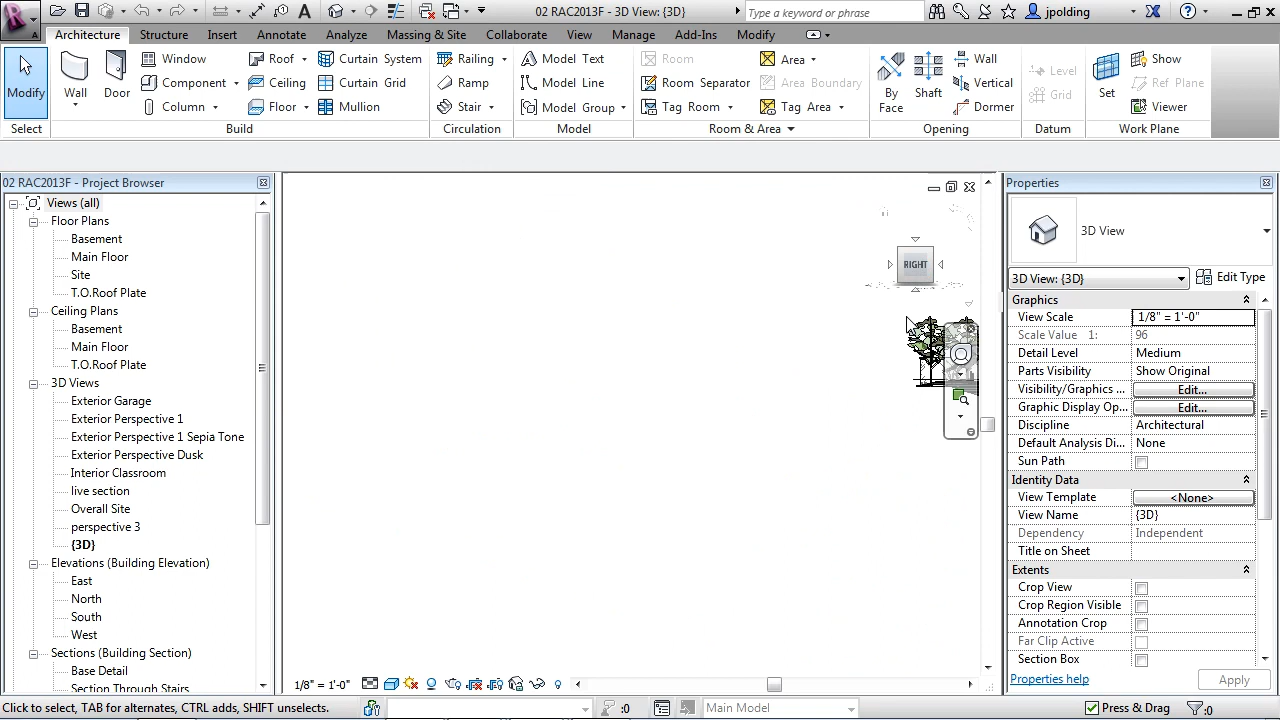 02 RAC2013F - 3D View: {3D}
Type a keyword or phrase
jpolding
Architecture
Structure
Insert
Annotate
Analyze
Massing & Site
Collaborate
View
Manage
Add-Ins
Modify
Modify
Wall
Door
Window
Component
Column
Roof
Ceiling
Floor
Curtain System
Curtain Grid
Mullion
Railing
Ramp
Stair
Model Text
Model Line
Model Group
Room
Room Separator
Tag Room
Area
Area Boundary
Tag Area
By Face
Shaft
Wall
Vertical
Dormer
Level
Grid
Set
Show
Ref Plane
Viewer
Select
Build
Circulation
Model
Room & Area
Opening
Datum
Work Plane
02 RAC2013F - Project Browser
Views (all)
Floor Plans
Basement
Main Floor
Site
T.O.Roof Plate
Ceiling Plans
Basement
Main Floor
T.O.Roof Plate
3D Views
Exterior Garage
Exterior Perspective 1
Exterior Perspective 1 Sepia Tone
Exterior Perspective Dusk
Interior Classroom
live section
Overall Site
perspective 3
{3D}
Elevations (Building Elevation)
East
North
South
West
Sections (Building Section)
Base Detail
Section Through Stairs
RIGHT
Properties
3D View
3D View: {3D}
Edit Type
Graphics
View Scale 1/8" = 1'-0"
Scale Value 1: 96
Detail Level Medium
Parts Visibility Show Original
Visibility/Graphics ... Edit...
Graphic Display Op... Edit...
Discipline Architectural
Default Analysis Di... None
Sun Path
Identity Data
View Template <None>
View Name {3D}
Dependency Independent
Title on Sheet
Extents
Crop View
Crop Region Visible
Annotation Crop
Far Clip Active
Section Box
Properties help
Apply
1/8" = 1'-0"
Click to select, TAB for alternates, CTRL adds, SHIFT unselects.
:0
Main Model
Press & Drag
:0